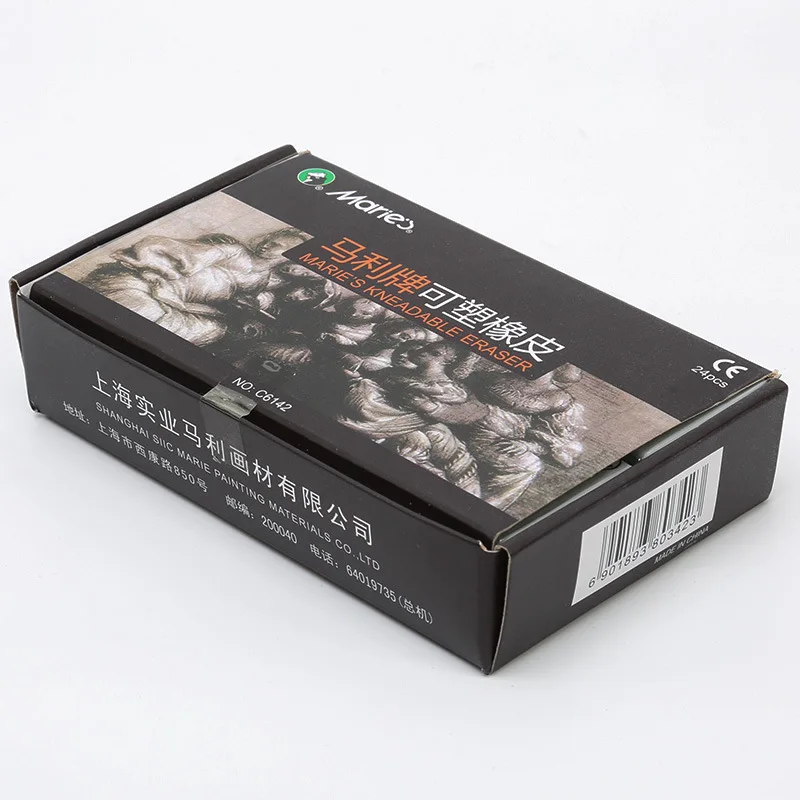 Marie's
马利牌可塑橡皮
MARIE'S KNEADABLE ERASER
NO: C6142
24pcs
CE
上海实业马利画材有限公司
SHANGHAI SIIC MARIE PAINTING MATERIALS CO.,LTD
地址: 上海市西康路850号 邮编: 200040 电话: 64019735(总机)
6 901893 803423
MADE IN CHINA